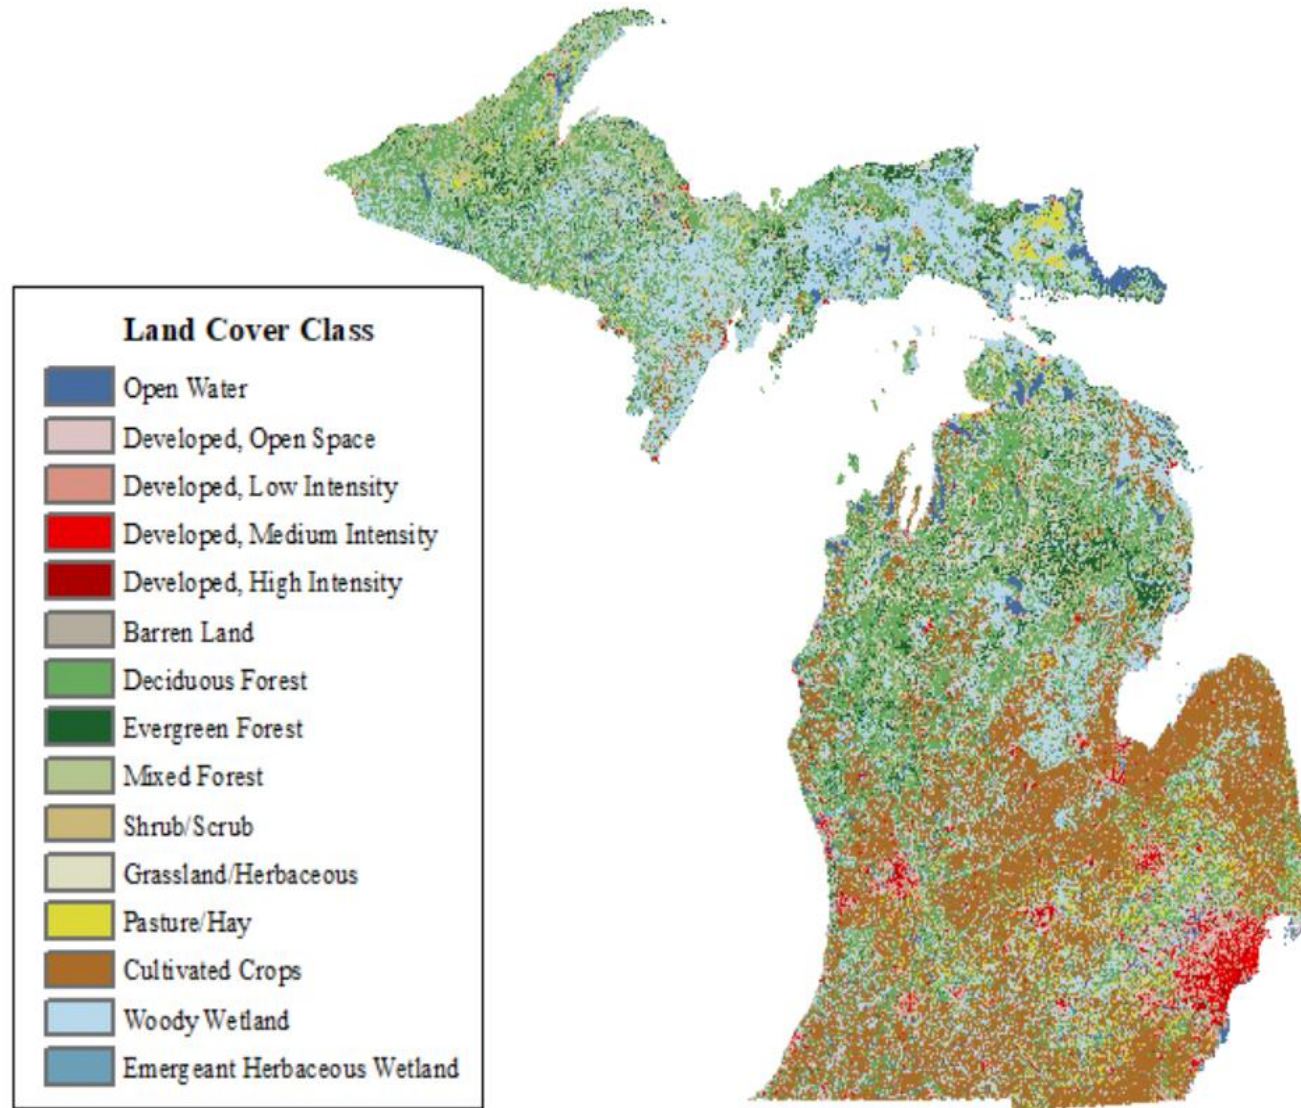 Land Cover Class
Open Water
Developed, Open Space
Developed, Low Intensity
Developed, Medium Intensity
Developed, High Intensity
Barren Land
Deciduous Forest
Evergreen Forest
Mixed Forest
Shrub/Scrub
Grassland/Herbaceous
Pasture/Hay
Cultivated Crops
Woody Wetland
Emergeant Herbaceous Wetland